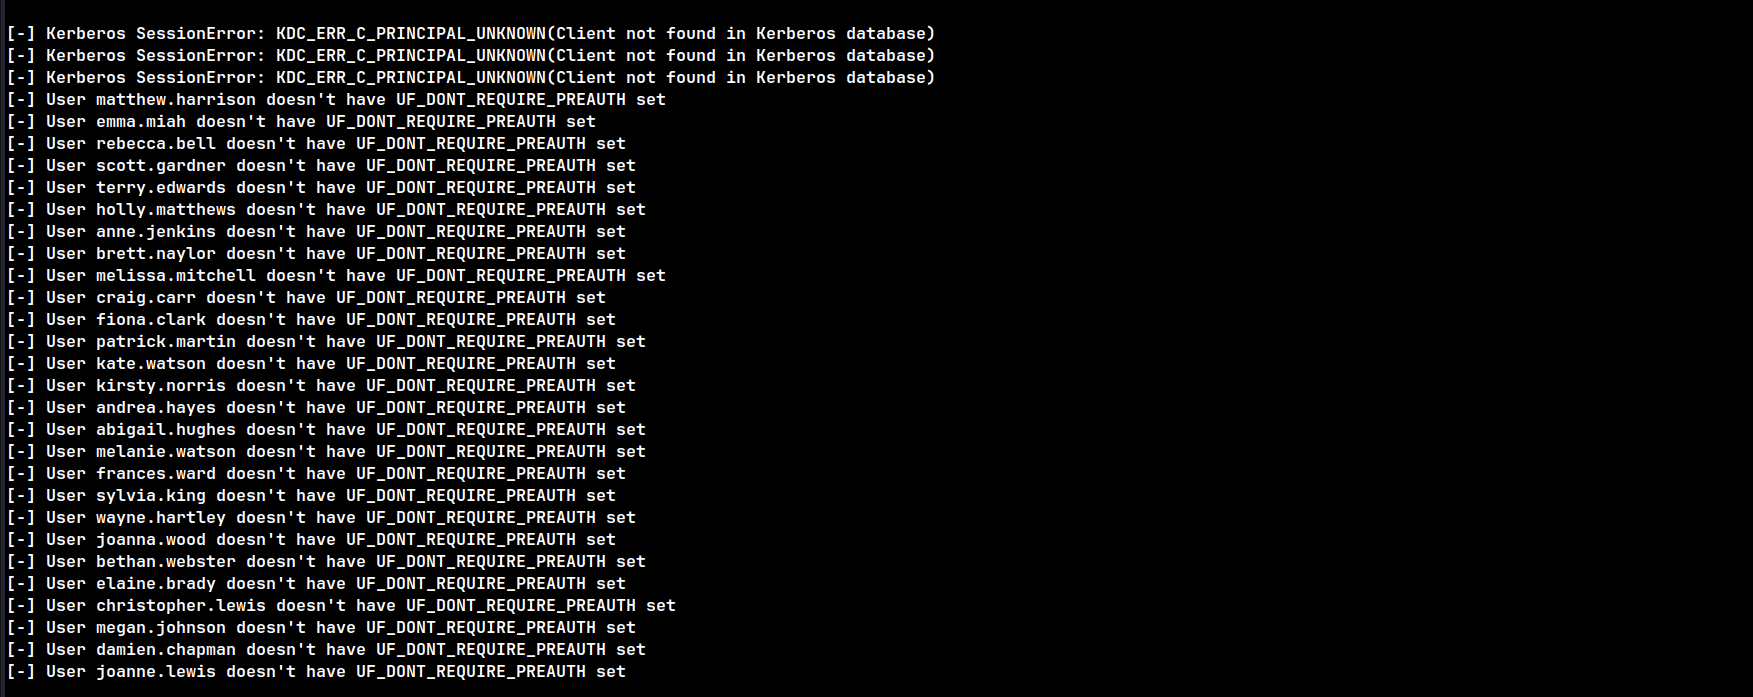 [-] Kerberos SessionError: KDC_ERR_C_PRINCIPAL_UNKNOWN(Client not found in Kerberos database)
[-] Kerberos SessionError: KDC_ERR_C_PRINCIPAL_UNKNOWN(Client not found in Kerberos database)
[-] Kerberos SessionError: KDC_ERR_C_PRINCIPAL_UNKNOWN(Client not found in Kerberos database)
[-] User matthew.harrison doesn't have UF_DONT_REQUIRE_PREAUTH set
[-] User emma.miah doesn't have UF_DONT_REQUIRE_PREAUTH set
[-] User rebecca.bell doesn't have UF_DONT_REQUIRE_PREAUTH set
[-] User scott.gardner doesn't have UF_DONT_REQUIRE_PREAUTH set
[-] User terry.edwards doesn't have UF_DONT_REQUIRE_PREAUTH set
[-] User holly.matthews doesn't have UF_DONT_REQUIRE_PREAUTH set
[-] User anne.jenkins doesn't have UF_DONT_REQUIRE_PREAUTH set
[-] User brett.naylor doesn't have UF_DONT_REQUIRE_PREAUTH set
[-] User melissa.mitchell doesn't have UF_DONT_REQUIRE_PREAUTH set
[-] User craig.carr doesn't have UF_DONT_REQUIRE_PREAUTH set
[-] User fiona.clark doesn't have UF_DONT_REQUIRE_PREAUTH set
[-] User patrick.martin doesn't have UF_DONT_REQUIRE_PREAUTH set
[-] User kate.watson doesn't have UF_DONT_REQUIRE_PREAUTH set
[-] User kirsty.norris doesn't have UF_DONT_REQUIRE_PREAUTH set
[-] User andrea.hayes doesn't have UF_DONT_REQUIRE_PREAUTH set
[-] User abigail.hughes doesn't have UF_DONT_REQUIRE_PREAUTH set
[-] User melanie.watson doesn't have UF_DONT_REQUIRE_PREAUTH set
[-] User frances.ward doesn't have UF_DONT_REQUIRE_PREAUTH set
[-] User sylvia.king doesn't have UF_DONT_REQUIRE_PREAUTH set
[-] User wayne.hartley doesn't have UF_DONT_REQUIRE_PREAUTH set
[-] User joanna.wood doesn't have UF_DONT_REQUIRE_PREAUTH set
[-] User bethan.webster doesn't have UF_DONT_REQUIRE_PREAUTH set
[-] User elaine.brady doesn't have UF_DONT_REQUIRE_PREAUTH set
[-] User christopher.lewis doesn't have UF_DONT_REQUIRE_PREAUTH set
[-] User megan.johnson doesn't have UF_DONT_REQUIRE_PREAUTH set
[-] User damien.chapman doesn't have UF_DONT_REQUIRE_PREAUTH set
[-] User joanne.lewis doesn't have UF_DONT_REQUIRE_PREAUTH set